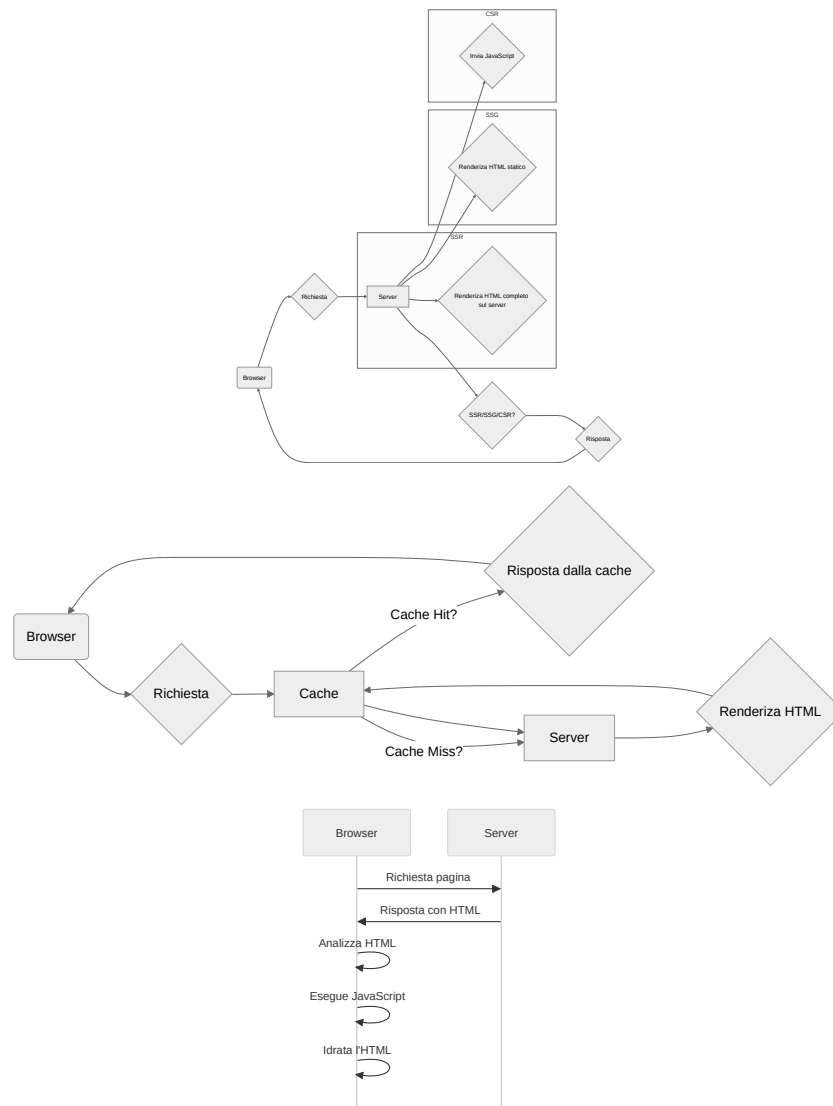 CSR
Invia JavaScript
SSG
Renderiza HTML statico
SSR
Richiesta
Server
Renderiza HTML completo
sul server
Browser
SSR/SSG/CSR?
Risposta
Risposta dalla cache
Cache Hit?
Browser
Richiesta
Cache
Renderiza HTML
Server
Cache Miss?
Browser
Server
Richiesta pagina
Risposta con HTML
Analizza HTML
Esegue JavaScript
Idrata l'HTML